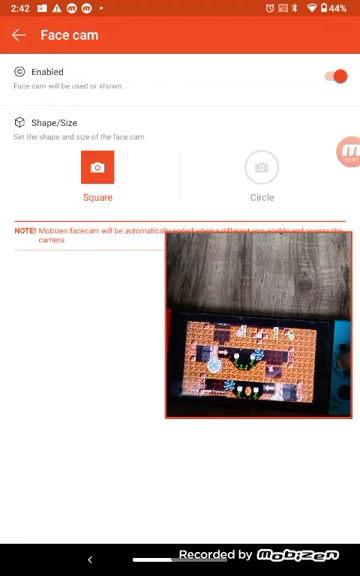 2:42
44%
Face cam
Enabled
Face cam will be used or shown.
Shape/Size
Set the shape and size of the face cam.
Square
Circle
NOTE! Mobizen facecam will be automatically ended when a different app enable and access the
camera.
Recorded by mobizen